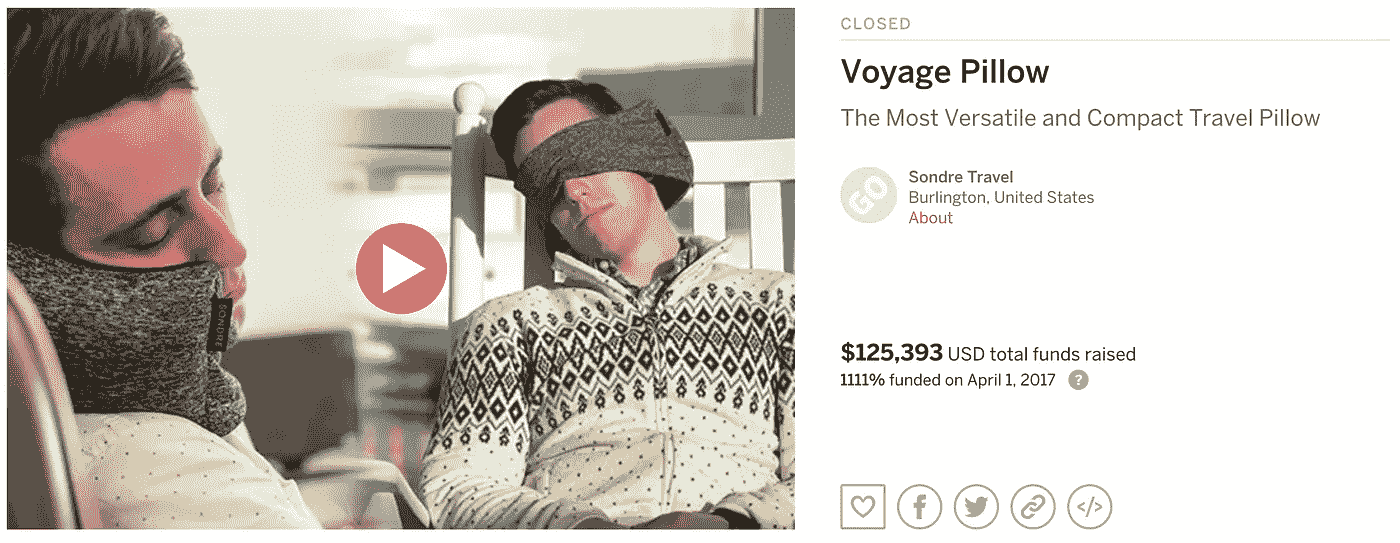 CLOSED
Voyage Pillow
The Most Versatile and Compact Travel Pillow
GO
Sondre Travel
Burlington, United States
About
$125,393 USD total funds raised
1111% funded on April 1, 2017 ?
SONDRE